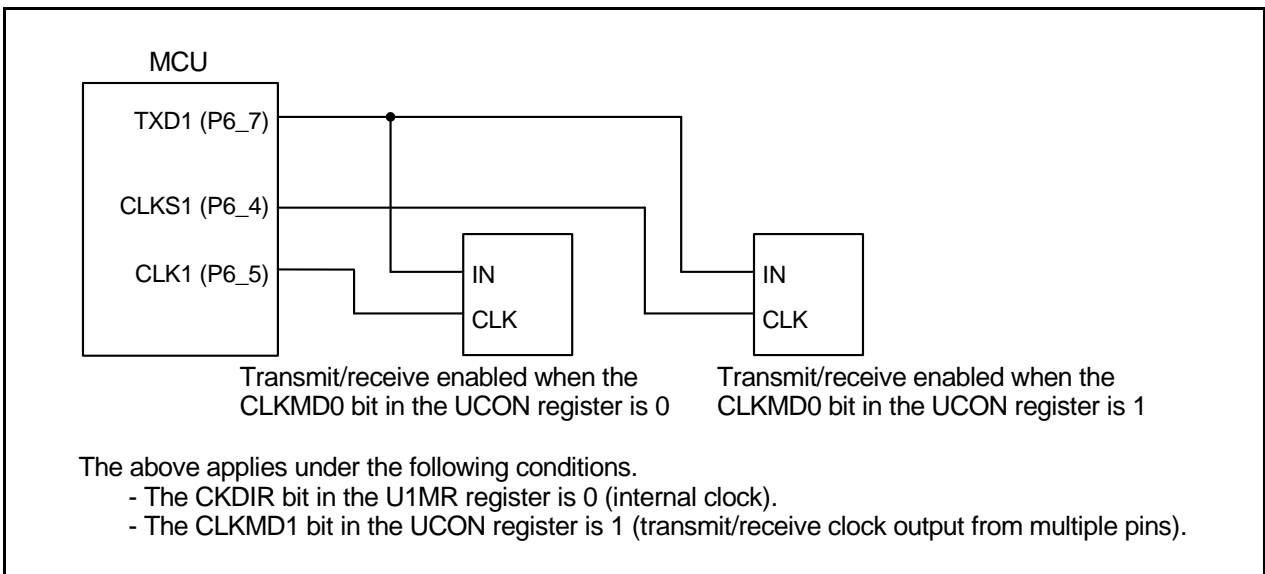 MCU
TXD1 (P6_7)
CLKS1 (P6_4)
CLK1 (P6_5)
IN
CLK
IN
CLK
Transmit/receive enabled when the
CLKMD0 bit in the UCON register is 0
Transmit/receive enabled when the
CLKMD0 bit in the UCON register is 1
The above applies under the following conditions.
- The CKDIR bit in the U1MR register is 0 (internal clock).
- The CLKMD1 bit in the UCON register is 1 (transmit/receive clock output from multiple pins).